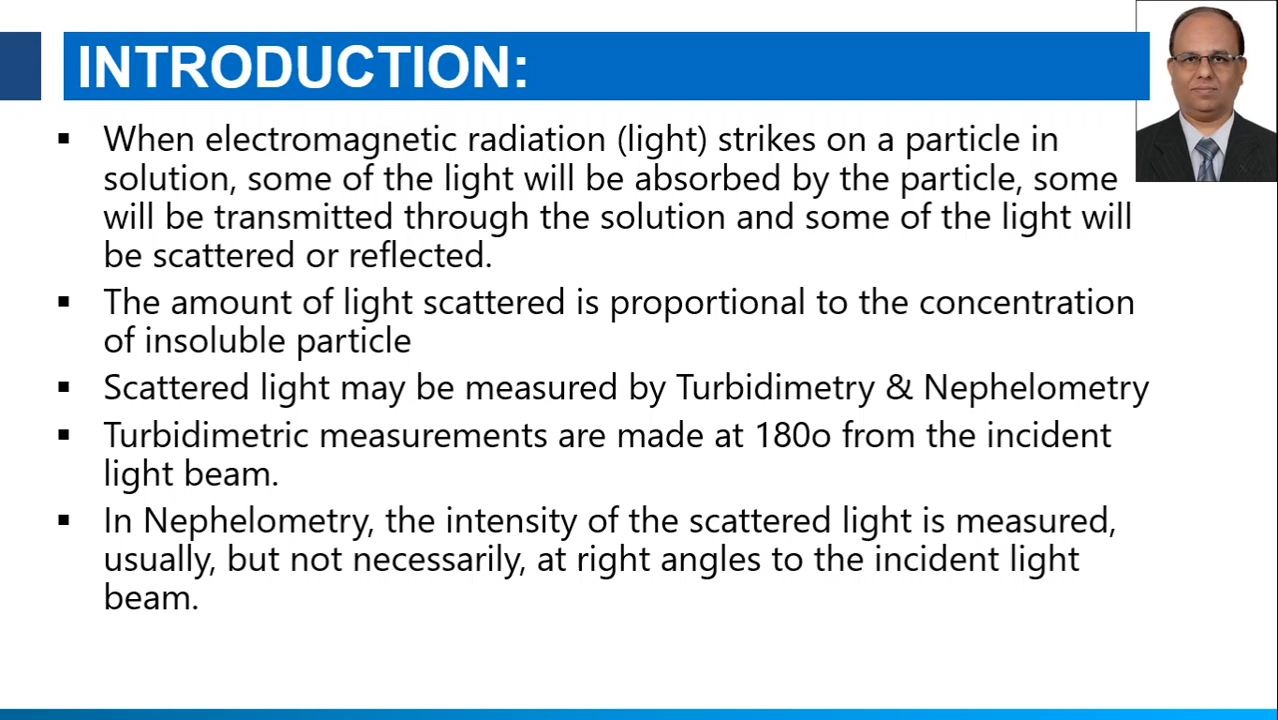 INTRODUCTION:
▪ When electromagnetic radiation (light) strikes on a particle in
solution, some of the light will be absorbed by the particle, some
will be transmitted through the solution and some of the light will
be scattered or reflected.
▪ The amount of light scattered is proportional to the concentration
of insoluble particle
▪ Scattered light may be measured by Turbidimetry & Nephelometry
▪ Turbidimetric measurements are made at 180o from the incident
light beam.
▪ In Nephelometry, the intensity of the scattered light is measured,
usually, but not necessarily, at right angles to the incident light
beam.